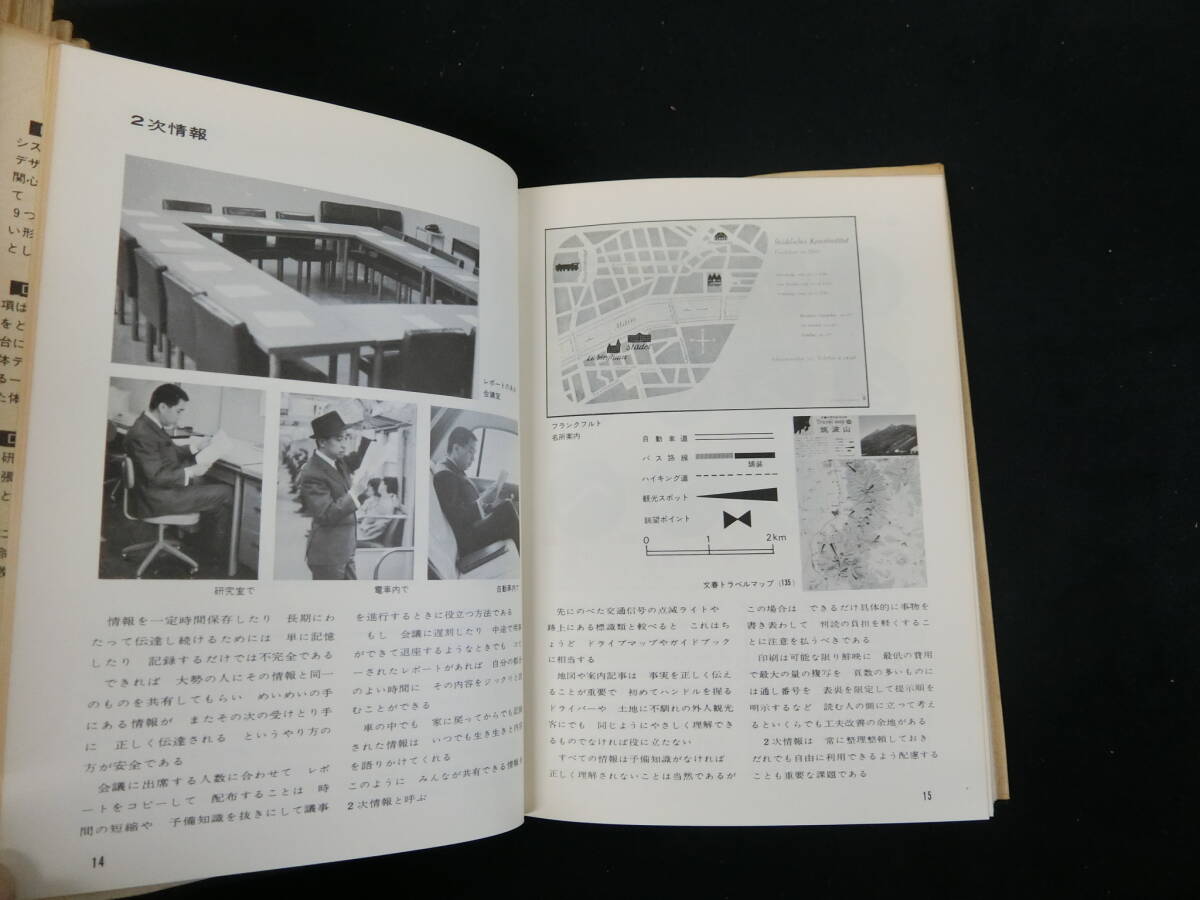 シス
デザ
関心
て
9つ
い形
とし
項は
をと
台に
体テ
る一
た体
研
張
と
に
2次情報
レポートのある
会議室
研究室で
電車内で
自動車内で
情報を一定時間保存したり 長期にわ
たって伝達し続けるためには 単に記憶
したり 記録するだけでは不完全である
できれば 大勢の人にその情報と同一
のものを共有してもらい めいめいの手
にある情報が またその次の受けとり手
に 正しく伝達される というやり方の
方が安全である
会議に出席する人数に合わせて レポ
ートをコピーして 配布することは 時
間の短縮や 予備知識を抜きにして議事
を進行するときに役立つ方法である
もし 会議に遅刻したり 中途で用事
ができて退座するようなときでも コピ
ーされたレポートがあれば 自分の都合
のよい時間に その内容をジックリと読
むことができる
車の中でも 家に戻ってからでも記録
された情報は いつでも生き生きと内容
を語りかけてくれる
このように みんなが共有できる情報を
2次情報と呼ぶ
14
Städelsches Kunstinstitut
Main
städel
フランクフルト
名所案内
自動車道
バス路線
舗装
ハイキング道
観光スポット
眺望ポイント
0 1 2km
Travel map
筑波山
文春トラベルマップ (135)
先にのべた交通信号の点滅ライトや
路上にある標識類と較べると これはち
ょうど ドライブマップやガイドブック
に相当する
地図や案内記事は 事実を正しく伝え
ることが重要で 初めてハンドルを握る
ドライバーや 土地に不馴れの外人観光
客にでも 同じようにやさしく理解でき
るものでなければ役に立たない
すべての情報は予備知識がなければ
正しく理解されないことは当然であるが
この場合は できるだけ具体的に事物を
書き表わして 判読の負担を軽くするこ
とに注意を払うべきである
印刷は可能な限り鮮映に 最低の費用
で最大の量の複写を 頁数の多いものに
は通し番号を 表裏を限定して提示順を
明示するなど 読む人の側に立って考え
るといくらでも工夫改善の余地がある
2次情報は 常に整理整頓しておき
だれでも自由に利用できるよう配慮する
ことも重要な課題である
15